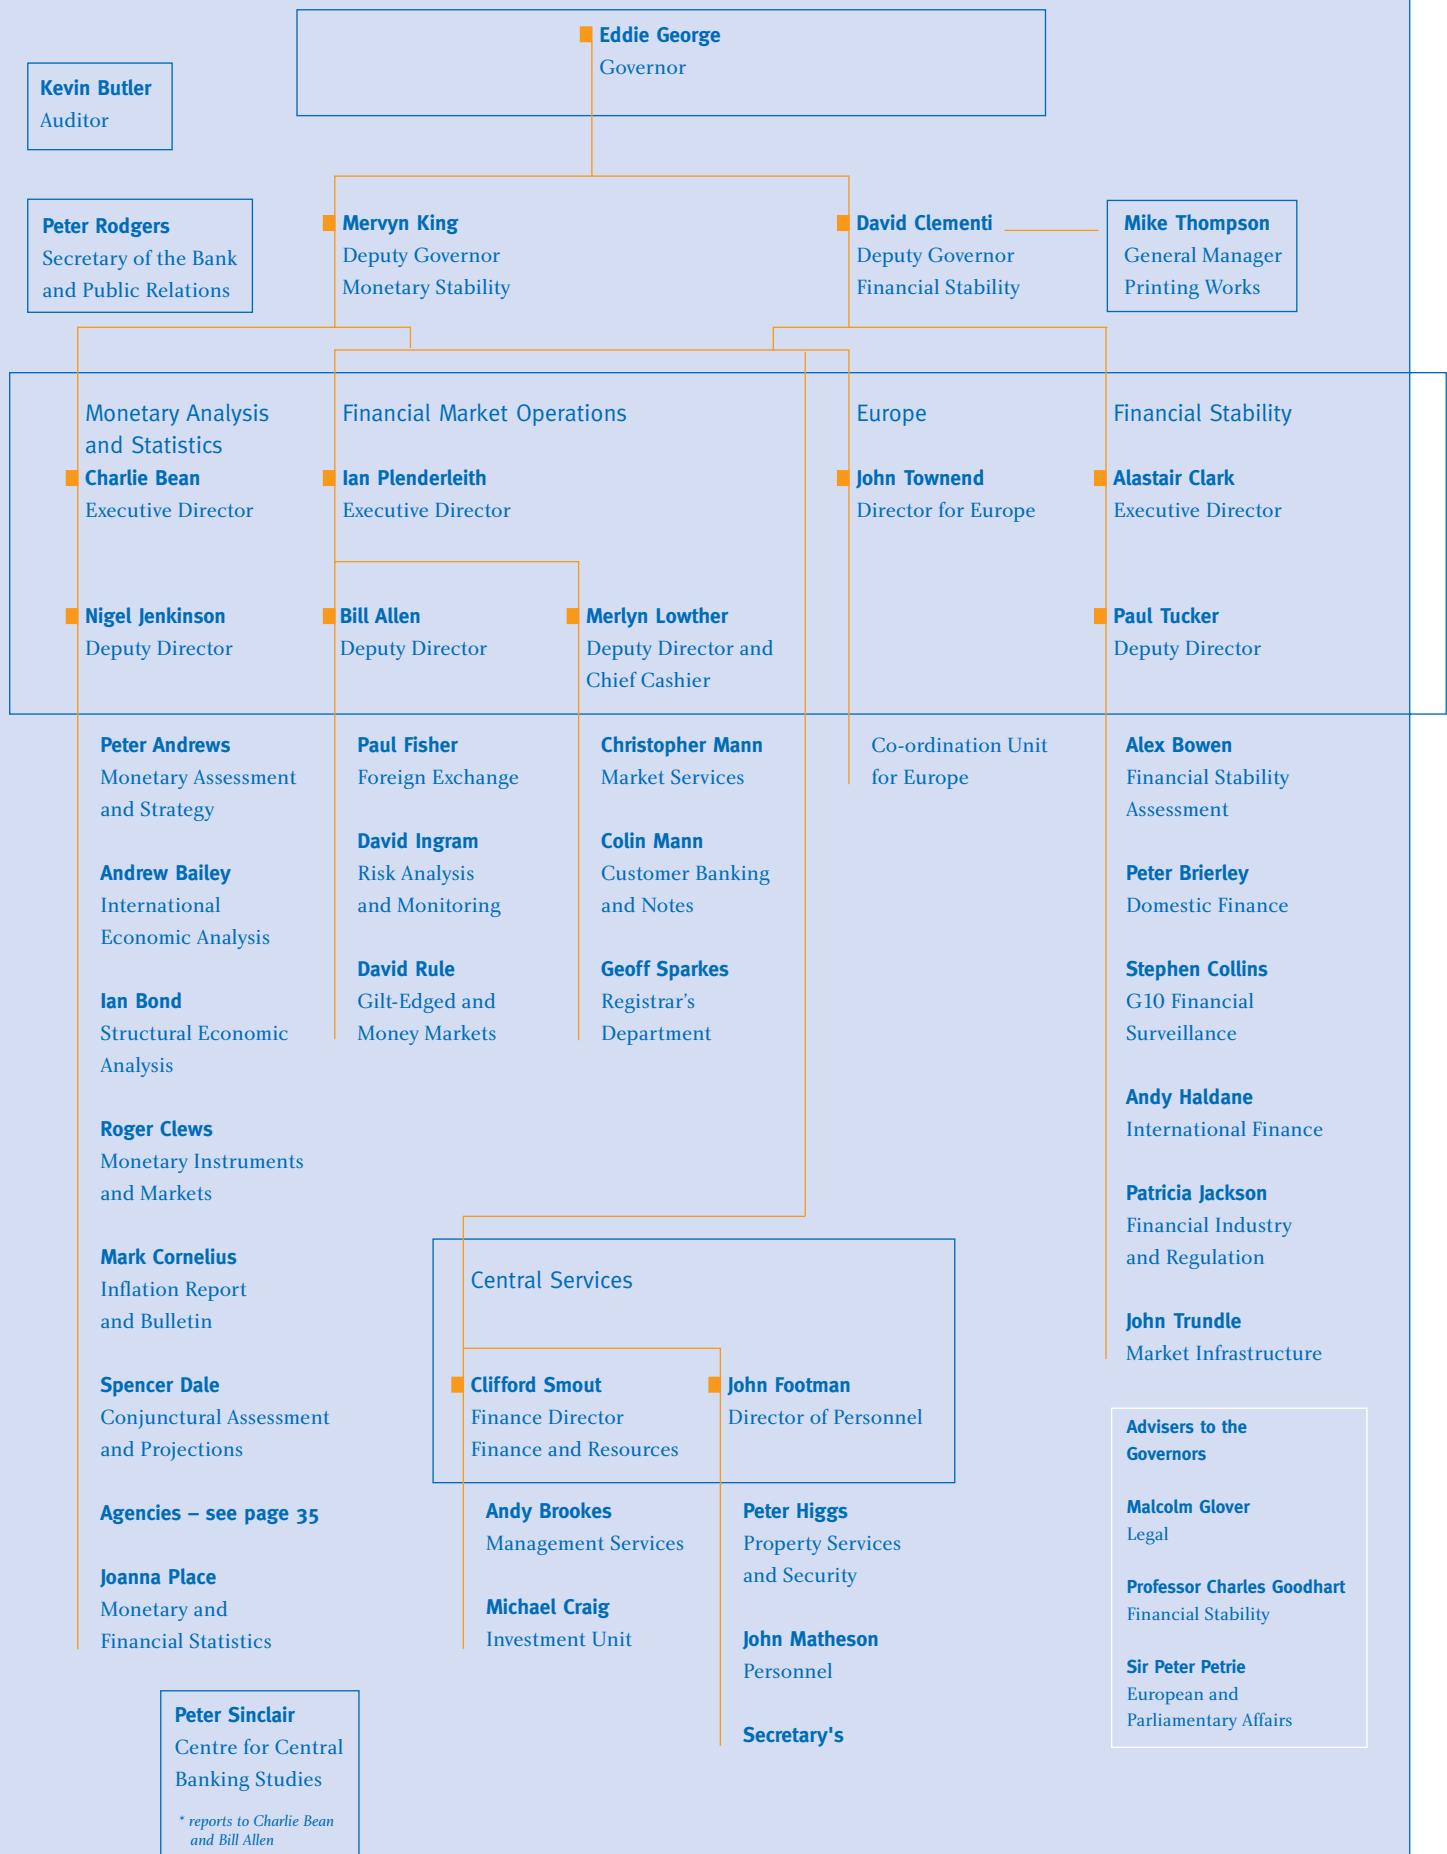 Eddie George
Governor
Kevin Butler
Auditor
Peter Rodgers
Secretary of the Bank
and Public Relations
Mervyn King
Deputy Governor
Monetary Stability
David Clementi
Deputy Governor
Financial Stability
Mike Thompson
General Manager
Printing Works
Monetary Analysis
and Statistics
Charlie Bean
Executive Director
Nigel Jenkinson
Deputy Director
Financial Market Operations
Ian Plenderleith
Executive Director
Bill Allen
Deputy Director
Merlyn Lowther
Deputy Director and
Chief Cashier
Europe
John Townend
Director for Europe
Financial Stability
Alastair Clark
Executive Director
Paul Tucker
Deputy Director
Peter Andrews
Monetary Assessment
and Strategy
Andrew Bailey
International
Economic Analysis
Ian Bond
Structural Economic
Analysis
Roger Clews
Monetary Instruments
and Markets
Mark Cornelius
Inflation Report
and Bulletin
Spencer Dale
Conjunctural Assessment
and Projections
Agencies – see page 35
Joanna Place
Monetary and
Financial Statistics
Peter Sinclair
Centre for Central
Banking Studies
* reports to Charlie Bean
and Bill Allen
Paul Fisher
Foreign Exchange
David Ingram
Risk Analysis
and Monitoring
David Rule
Gilt-Edged and
Money Markets
Christopher Mann
Market Services
Colin Mann
Customer Banking
and Notes
Geoff Sparkes
Registrar's
Department
Co-ordination Unit
for Europe
Central Services
Clifford Smout
Finance Director
Finance and Resources
John Footman
Director of Personnel
Andy Brookes
Management Services
Michael Craig
Investment Unit
Peter Higgs
Property Services
and Security
John Matheson
Personnel
Secretary's
Alex Bowen
Financial Stability
Assessment
Peter Brierley
Domestic Finance
Stephen Collins
G10 Financial
Surveillance
Andy Haldane
International Finance
Patricia Jackson
Financial Industry
and Regulation
John Trundle
Market Infrastructure
Advisers to the
Governors
Malcolm Glover
Legal
Professor Charles Goodhart
Financial Stability
Sir Peter Petrie
European and
Parliamentary Affairs